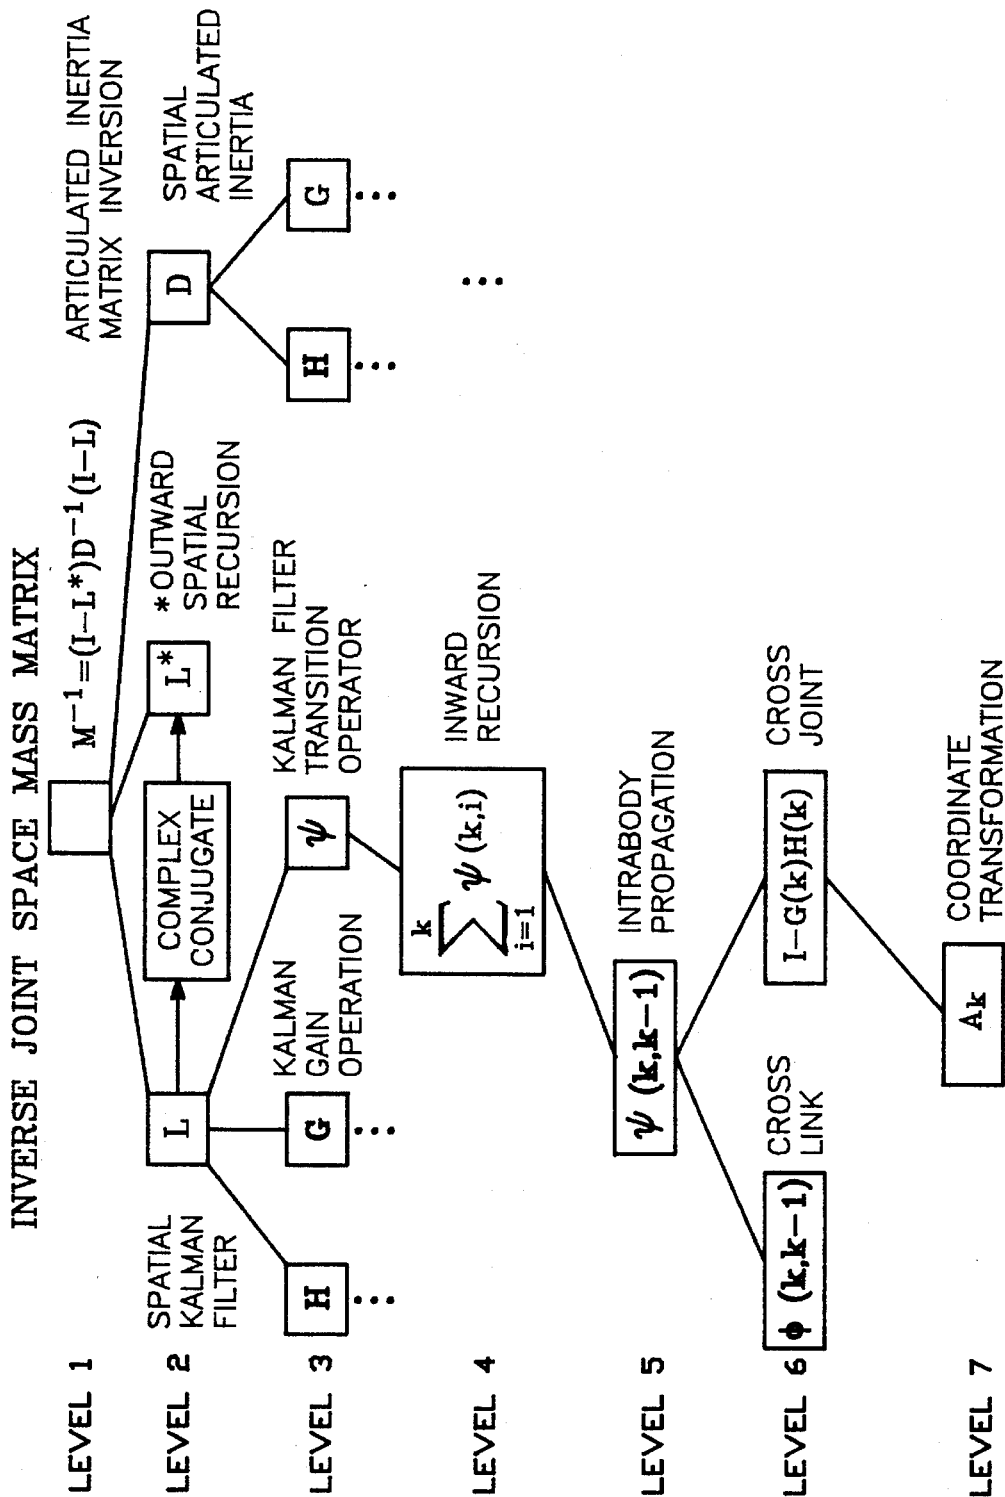 INVERSE JOINT SPACE MASS MATRIX
LEVEL 1
M⁻¹=(I-L*)D⁻¹(I-L)
ARTICULATED INERTIA
MATRIX INVERSION
LEVEL 2
SPATIAL
KALMAN
FILTER
L
COMPLEX
CONJUGATE
L*
*OUTWARD
SPATIAL
RECURSION
D
SPATIAL
ARTICULATED
INERTIA
LEVEL 3
H
...
G
...
KALMAN
GAIN
OPERATION
ψ
KALMAN FILTER
TRANSITION
OPERATOR
H
...
G
...
LEVEL 4
k
∑ ψ (k,i)
i=1
INWARD
RECURSION
...
LEVEL 5
ψ (k,k-1)
INTRABODY
PROPAGATION
LEVEL 6
ϕ (k,k-1)
CROSS
LINK
I-G(k)H(k)
CROSS
JOINT
LEVEL 7
Ak
COORDINATE
TRANSFORMATION